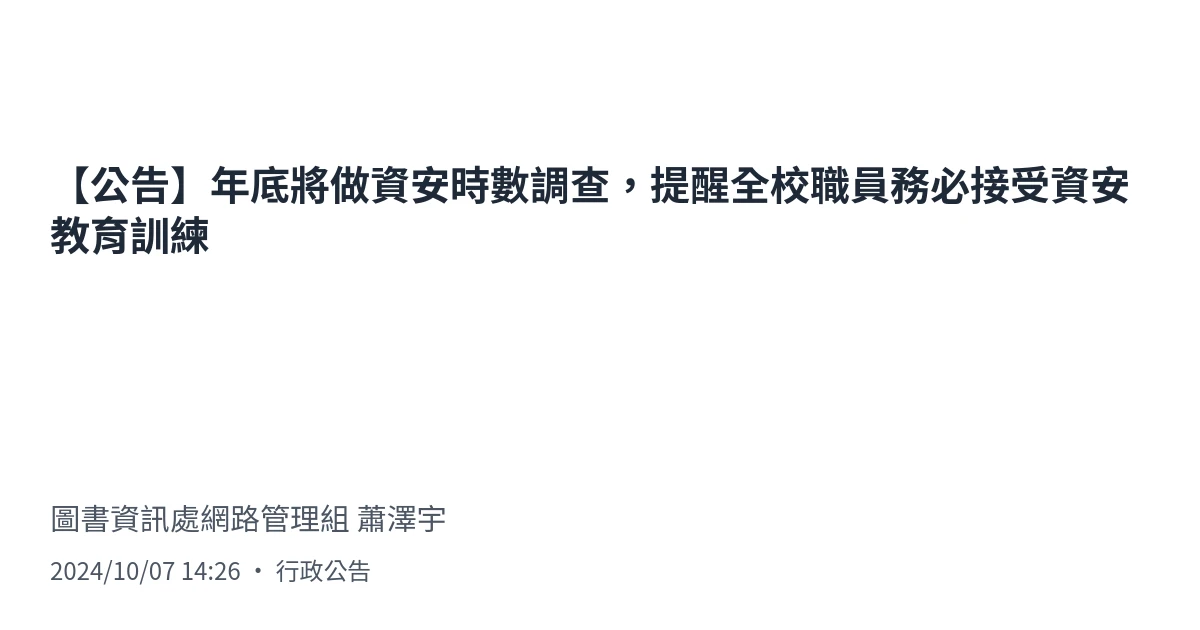 【公告】年底將做資安時數調查，提醒全校職員務必接受資安
教育訓練
圖書資訊處網路管理組 蕭澤宇
2024/10/07 14:26 · 行政公告